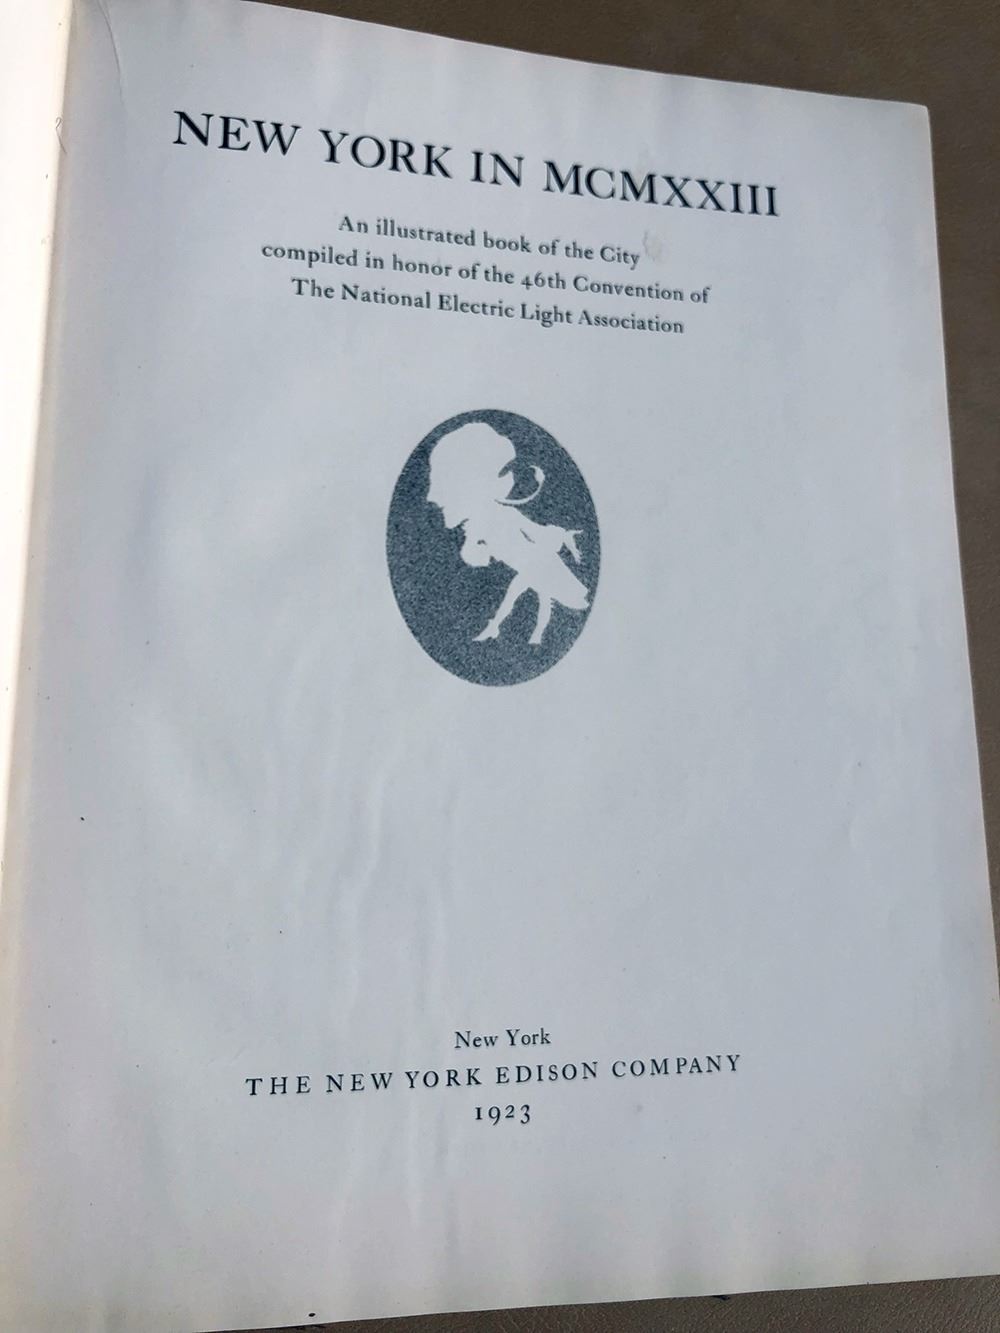 NEW YORK IN MCMXXIII
An illustrated book of the City
compiled in honor of the 46th Convention of
The National Electric Light Association
New York
THE NEW YORK EDISON COMPANY
1923